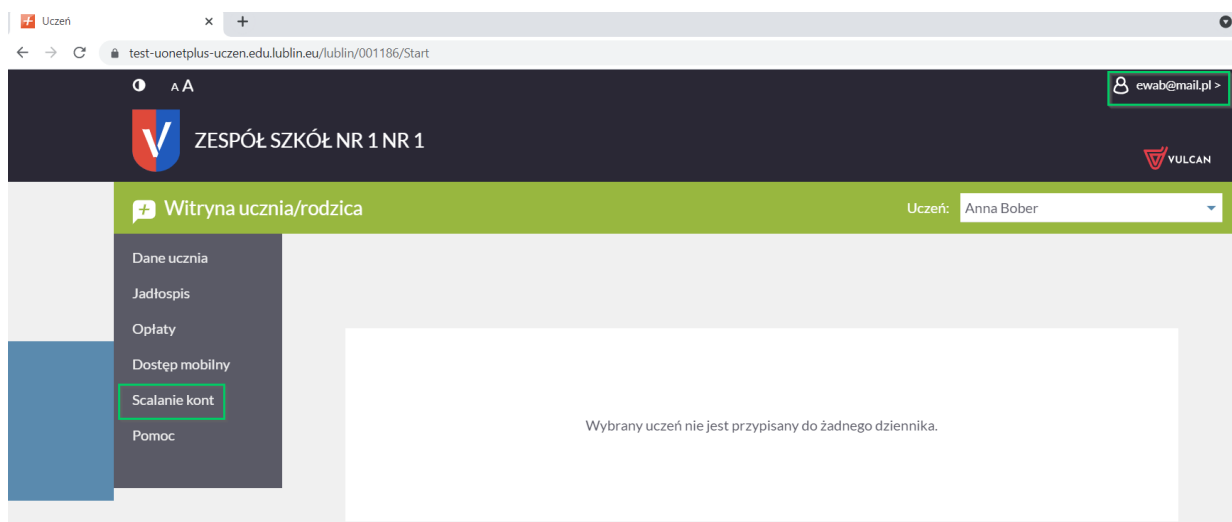 Uczeń
test-uonetplus-uczen.edu.lublin.eu/lublin/001186/Start
A A
ewab@mail.pl >
V
ZESPÓŁ SZKÓŁ NR 1 NR 1
VULCAN
Witryna ucznia/rodzica
Uczeń: Anna Bober
Dane ucznia
Jadłospis
Opłaty
Dostęp mobilny
Scalanie kont
Pomoc
Wybrany uczeń nie jest przypisany do żadnego dziennika.